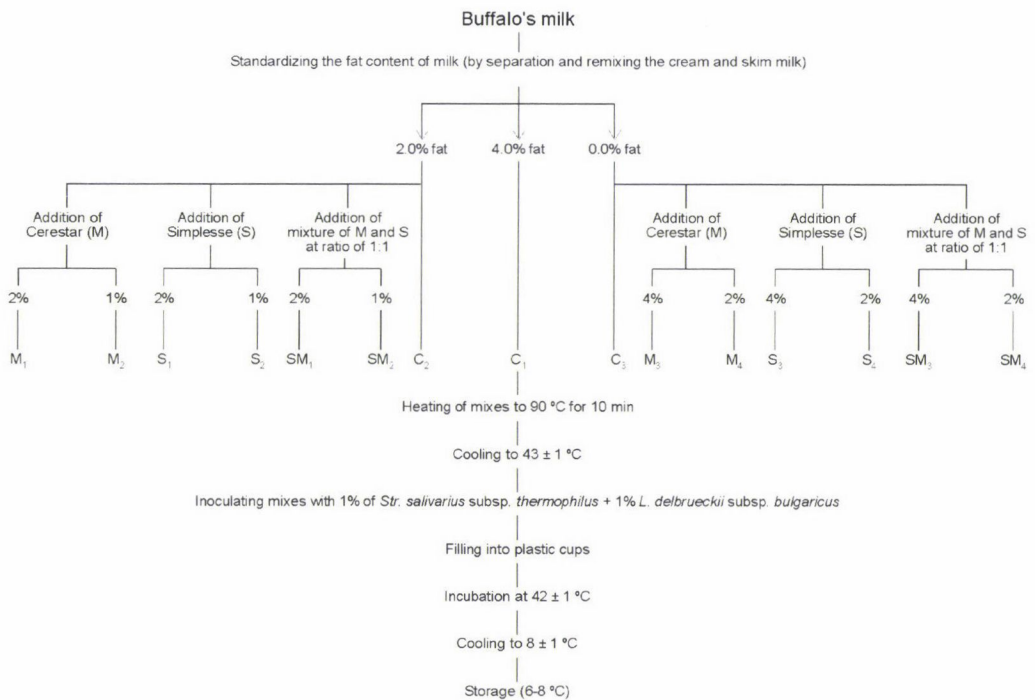 Buffalo's milk
Standardizing the fat content of milk (by separation and remixing the cream and skim milk)
2.0% fat 4.0% fat 0.0% fat
Addition of Cerestar (M)
Addition of Simplesse (S)
Addition of mixture of M and S at ratio of 1:1
Addition of Cerestar (M)
Addition of Simplesse (S)
Addition of mixture of M and S at ratio of 1:1
2% 1% 2% 1% 2% 1% 4% 2% 4% 2% 4% 2%
M₁ M₂ S₁ S₂ SM₁ SM₂ C₂ C₁ C₃ M₃ M₄ S₃ S₄ SM₃ SM₄
Heating of mixes to 90 ºC for 10 min
Cooling to 43 ± 1 ºC
Inoculating mixes with 1% of Str. salivarius subsp. thermophilus + 1% L. delbrueckii subsp. bulgaricus
Filling into plastic cups
Incubation at 42 ± 1 ºC
Cooling to 8 ± 1 ºC
Storage (6-8 ºC)